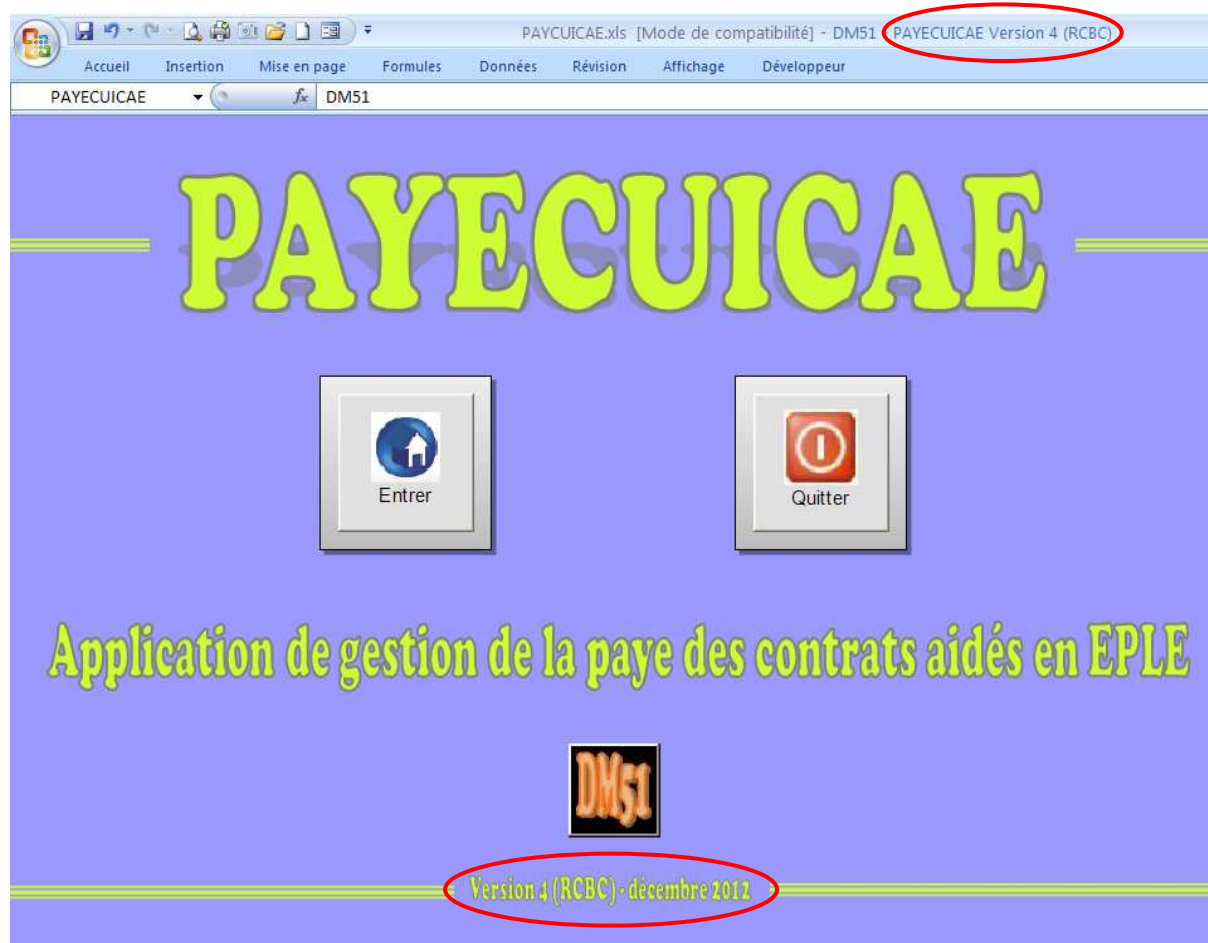 PAYCUICAE.xls [Mode de compatibilité] - DM51 - PAYECUICAE Version 4 (RCBC)
Accueil Insertion Mise en page Formules Données Révision Affichage Développeur
PAYECUICAE fx DM51
PAYECUICAE
Entrer Quitter
Application de gestion de la paye des contrats aidés en EPLE
DM51
Version 4 (RCBC) - décembre 2012